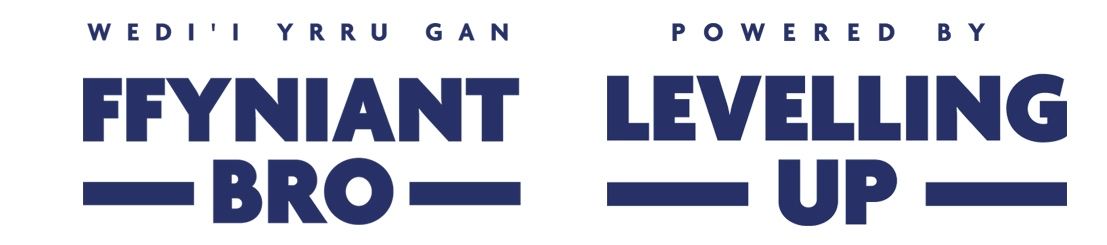 WEDI'I YRRU GAN
FFYNIANT
BRO
POWERED BY
LEVELLING
UP